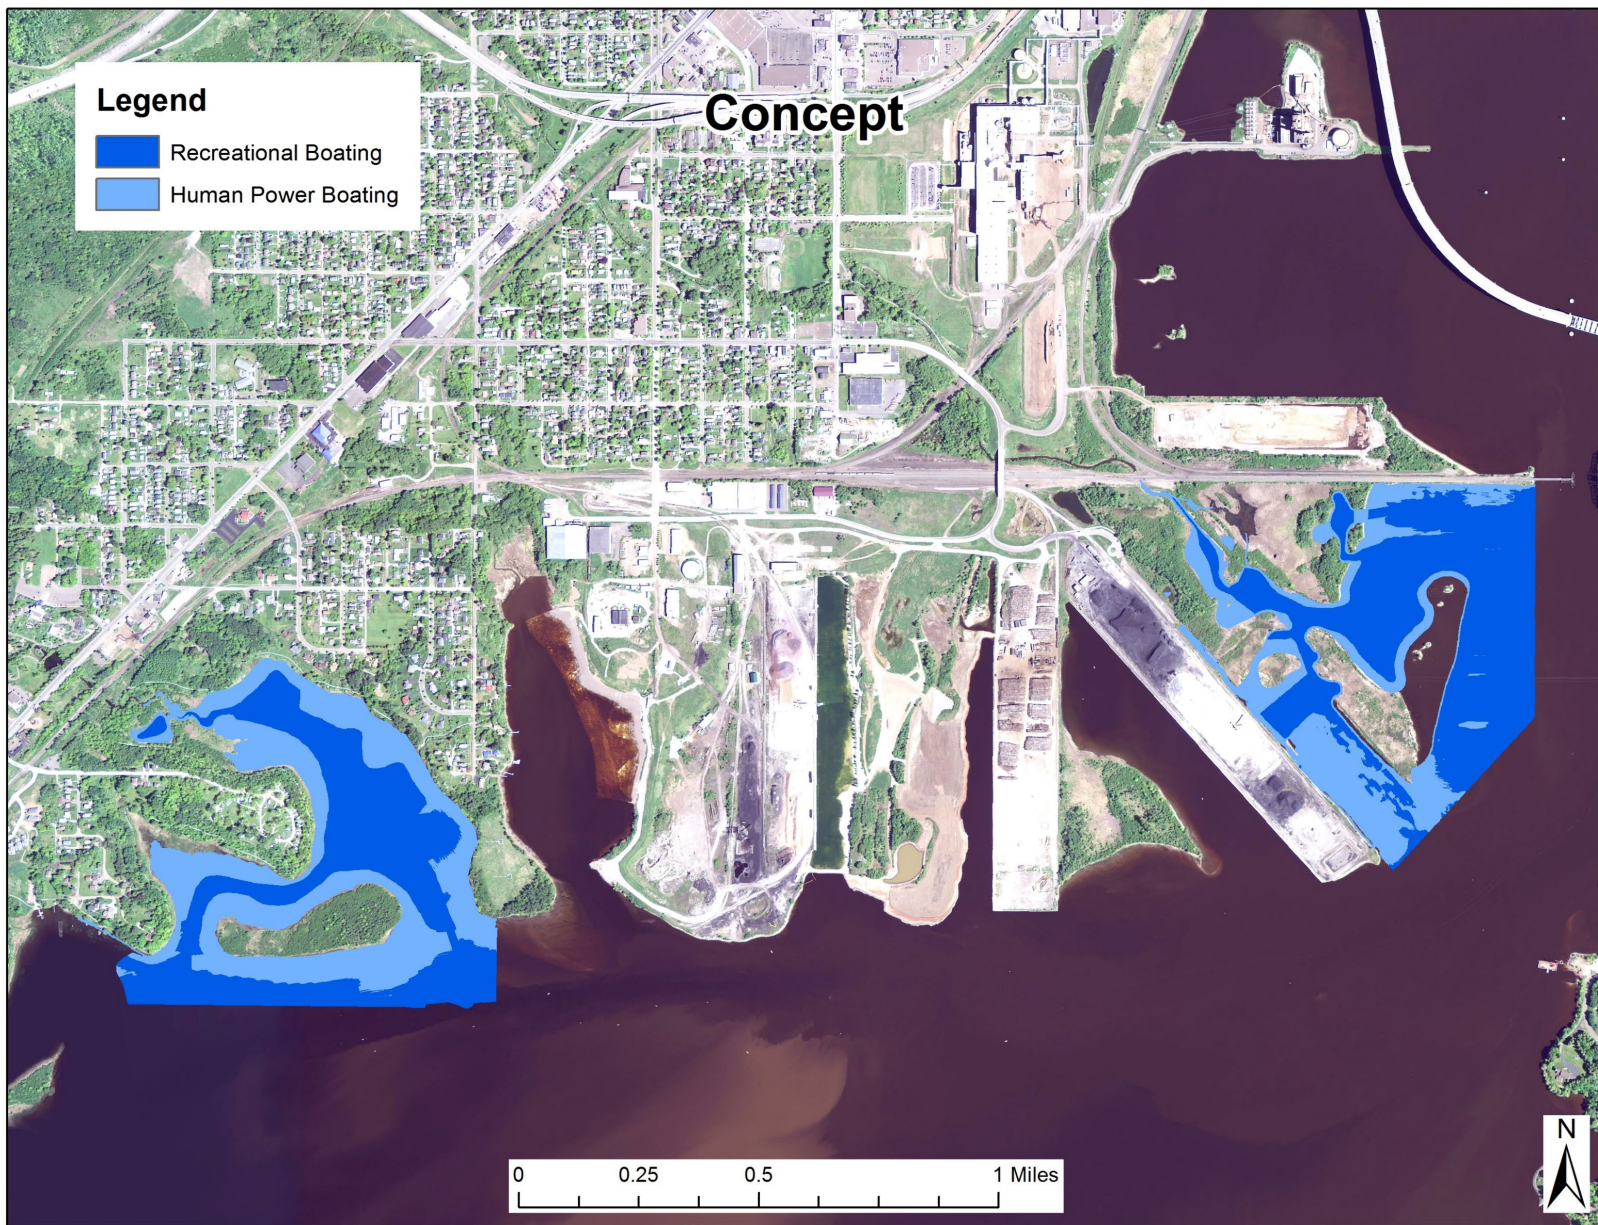 Concept
Legend
Recreational Boating
Human Power Boating
N
0 0.25 0.5 1 Miles